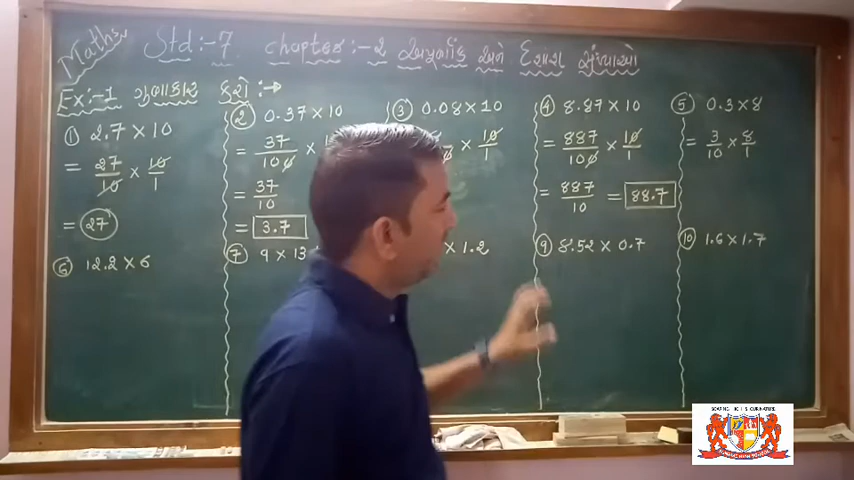 Maths Std:-7 chapter:-2 અપૂર્ણાંક અને દશાંશ સંખ્યાઓ
Ex:-1 ગુણાકાર કરો :→
① 2.7 × 10
= 27/10 × 10/1
= 27
② 0.37 × 10
= 37/100 ×
= 37/10
= 3.7
③ 0.08 × 10
× 10/1
④ 8.87 × 10
= 887/100 × 10/1
= 887/10 = 88.7
⑤ 0.3 × 8
= 3/10 × 8/1
⑥ 12.2 × 6
⑦ 9 × 13
× 1.2
⑨ 8.52 × 0.7
⑩ 1.6 × 1.7